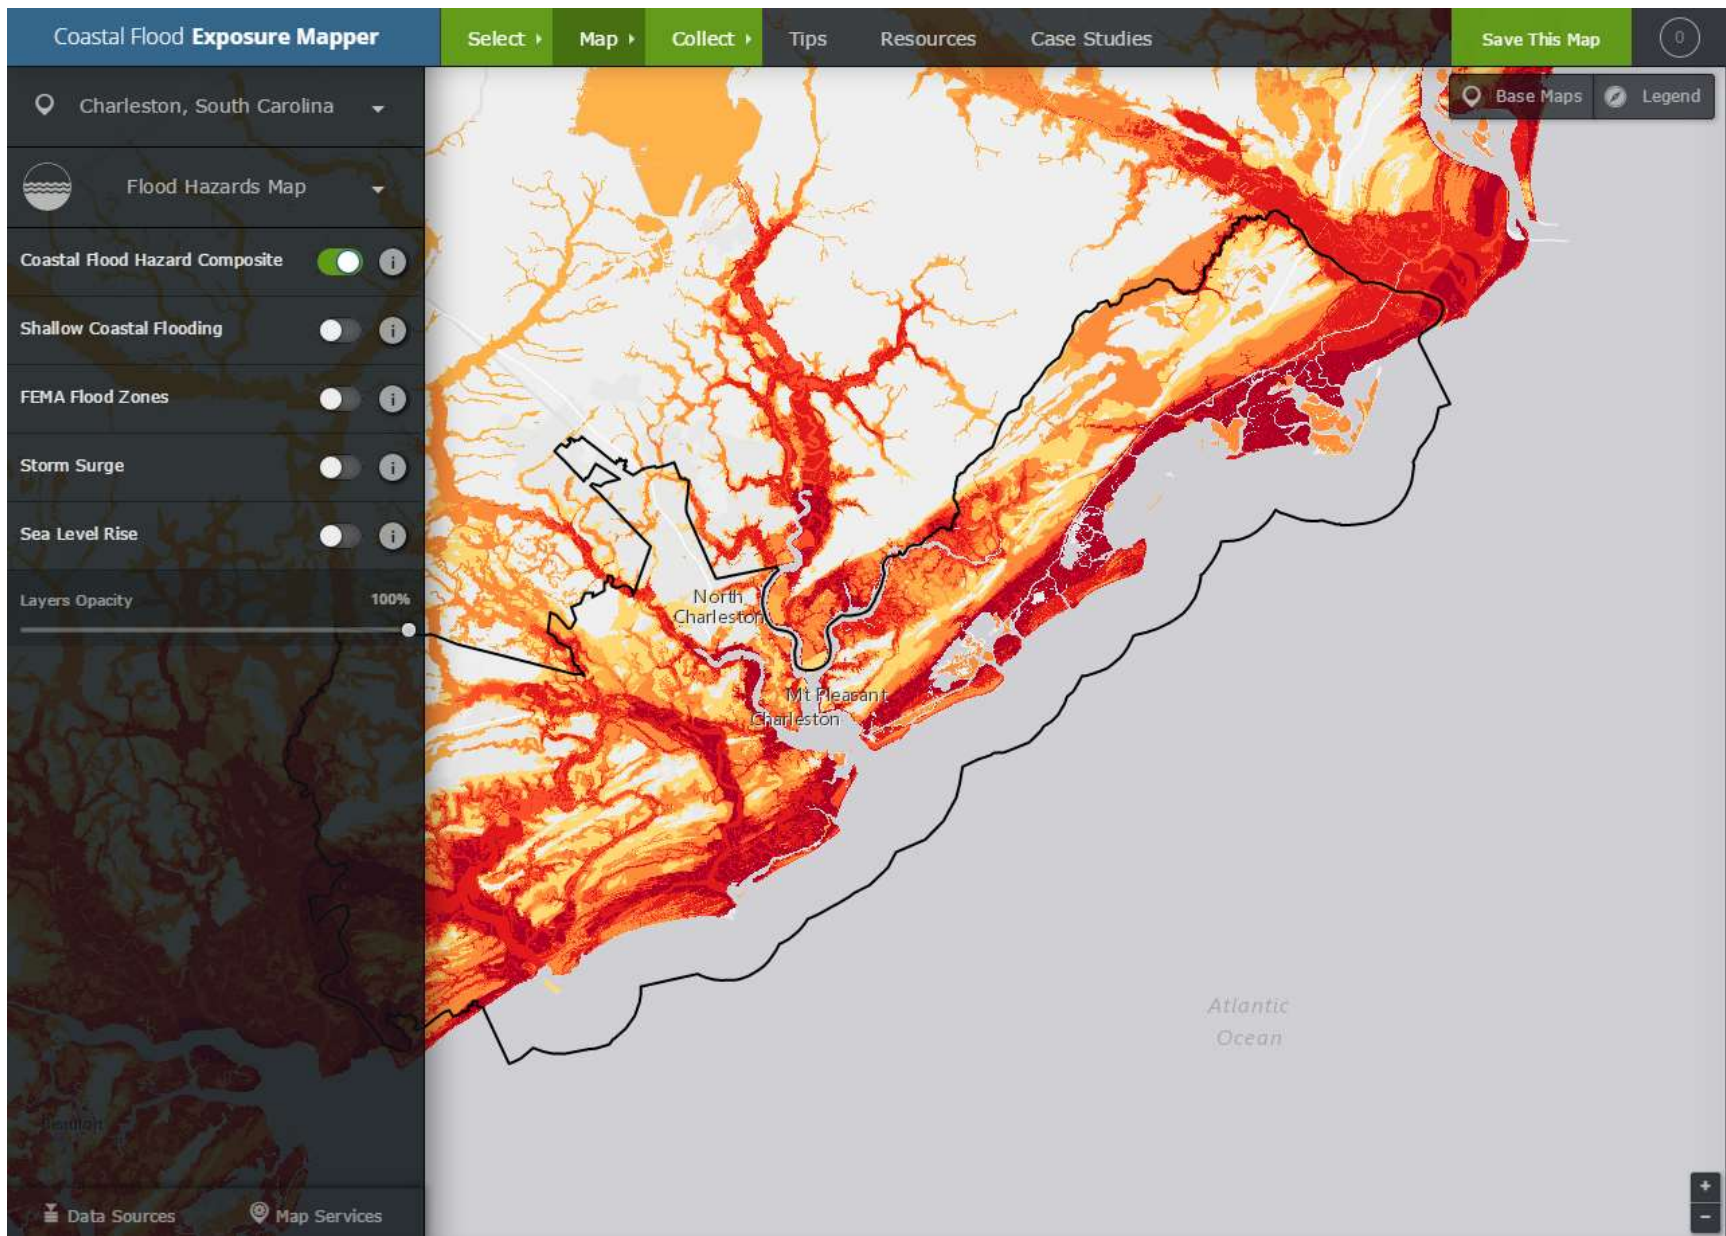 Coastal Flood Exposure Mapper
Select
Map
Collect
Tips
Resources
Case Studies
Save This Map
0
Charleston, South Carolina
Base Maps
Legend
Flood Hazards Map
Coastal Flood Hazard Composite
i
Shallow Coastal Flooding
i
FEMA Flood Zones
i
Storm Surge
i
Sea Level Rise
i
Layers Opacity
100%
North
Charleston
Mt Pleasant
Charleston
Atlantic
Ocean
Data Sources
Map Services
+
−